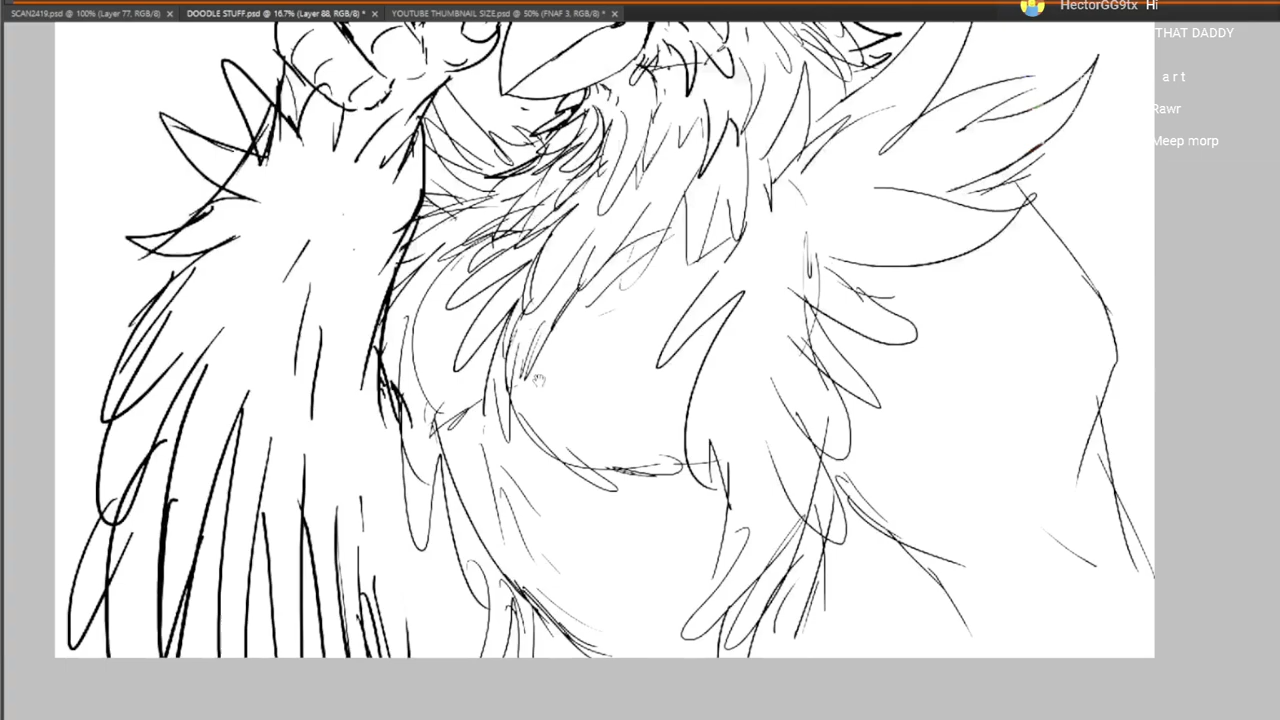 SCAN2419.psd @ 100% (Layer 77, RGB/8) × DOODLE STUFF.psd @ 16.7% (Layer 88, RGB/8) * × YOUTUBE THUMBNAIL SIZE.psd @ 50% (FNAF 3, RGB/8) * ×
HectorGG9tx Hi
THAT DADDY
a r t
Rawr
Meep morp